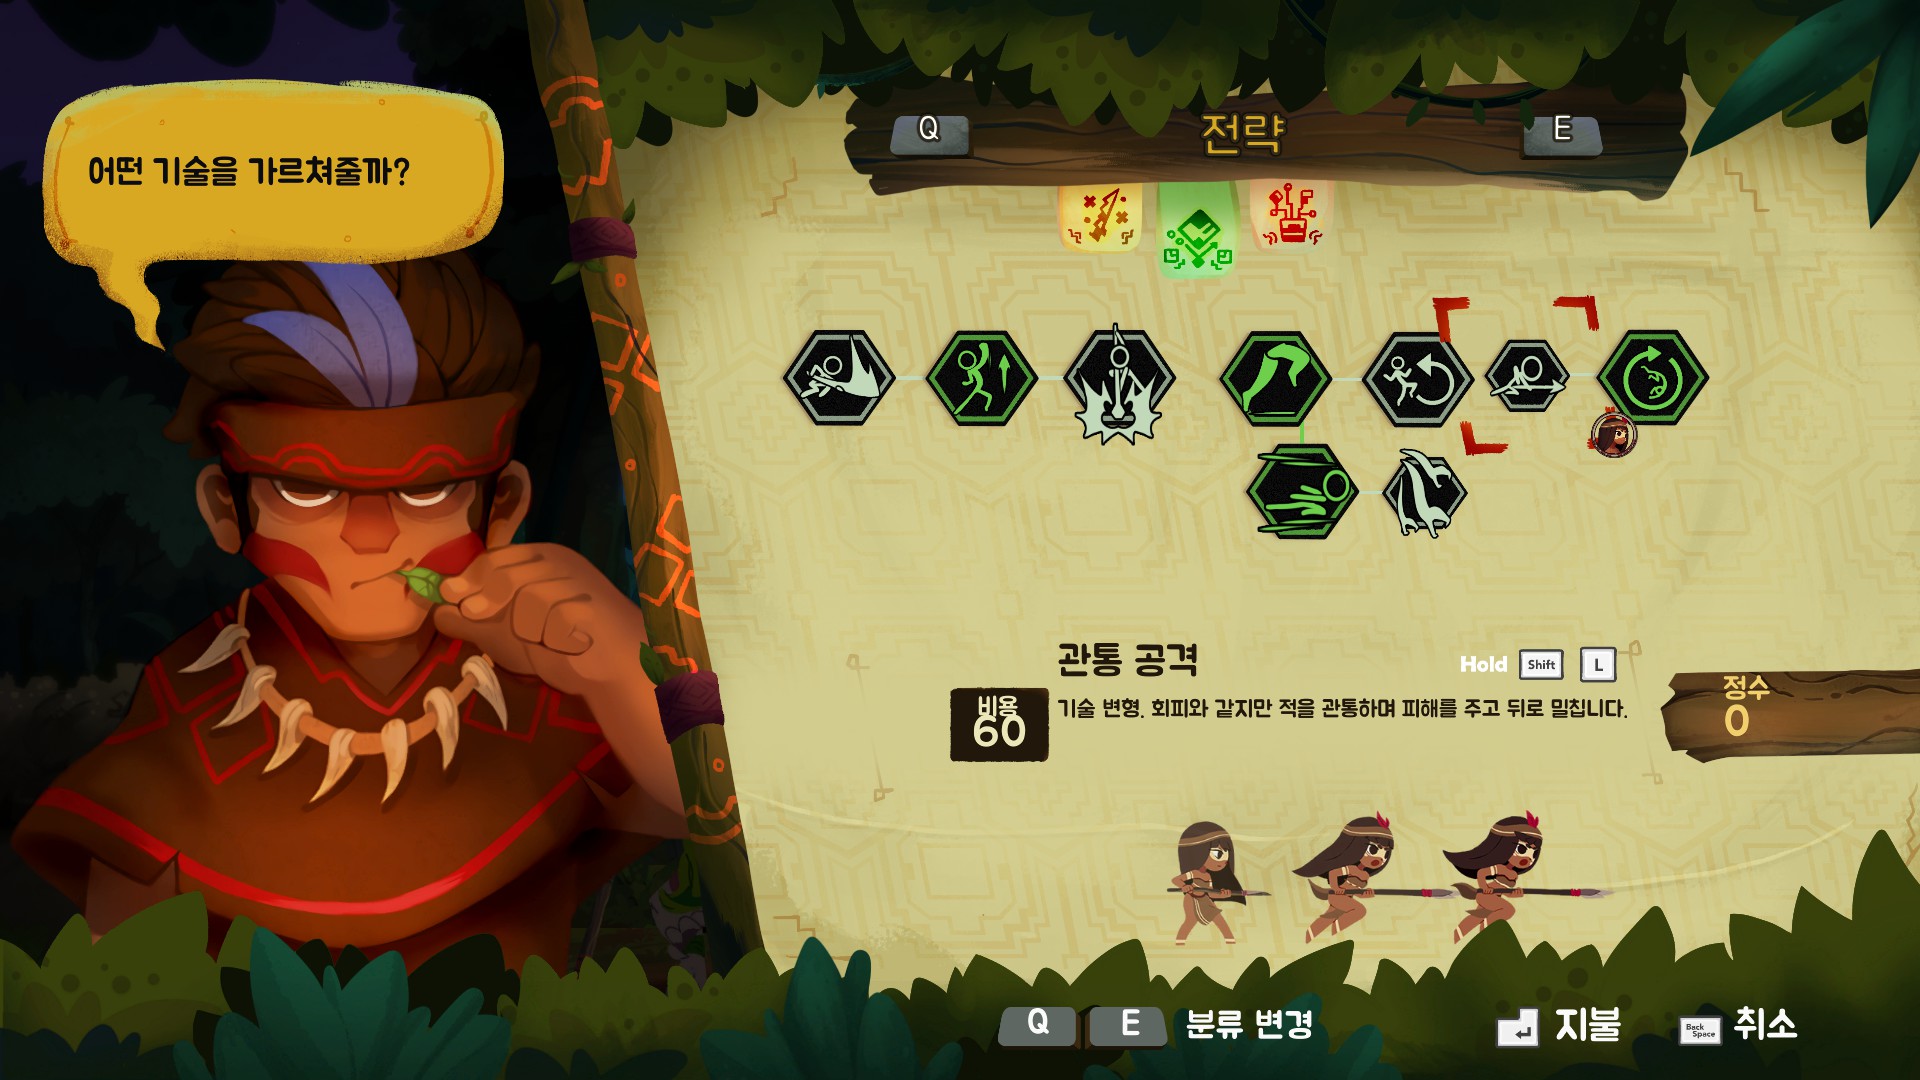 어떤 기술을 가르쳐줄까?
Q
전략
E
관통 공격
Hold Shift L
비용
60
기술 변형. 회피와 같지만 적을 관통하며 피해를 주고 뒤로 밀칩니다.
정수
0
Q E 분류 변경
지불
Back Space 취소